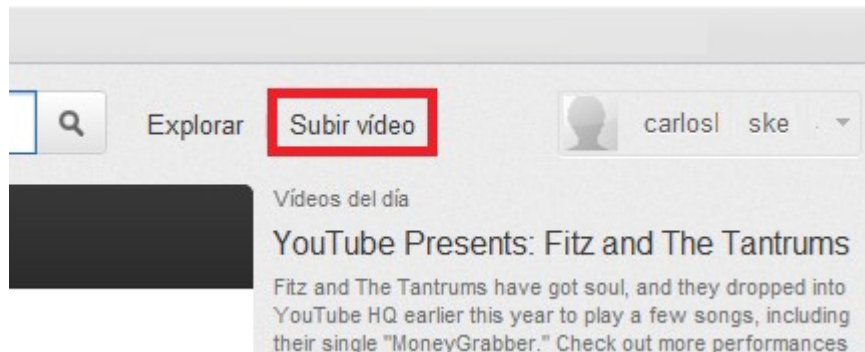 Explorar Subir vídeo carlosl ske
Vídeos del día
YouTube Presents: Fitz and The Tantrums
Fitz and The Tantrums have got soul, and they dropped into
YouTube HQ earlier this year to play a few songs, including
their single "MoneyGrabber." Check out more performances